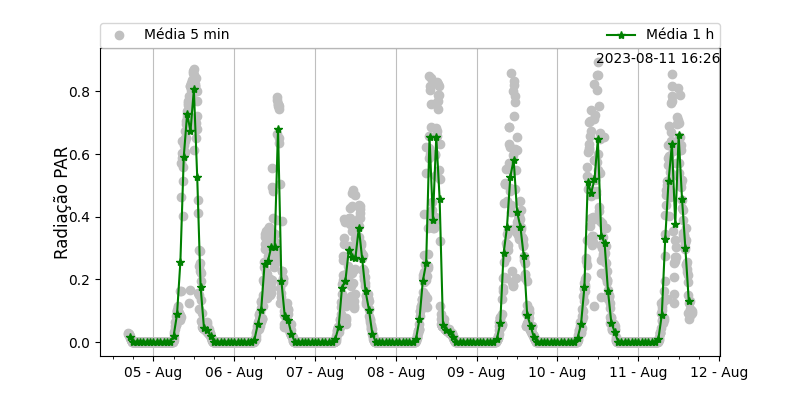 Média 5 min
Média 1 h
2023-08-11 16:26
Radiação PAR
0.8
0.6
0.4
0.2
0.0
05 - Aug
06 - Aug
07 - Aug
08 - Aug
09 - Aug
10 - Aug
11 - Aug
12 - Aug